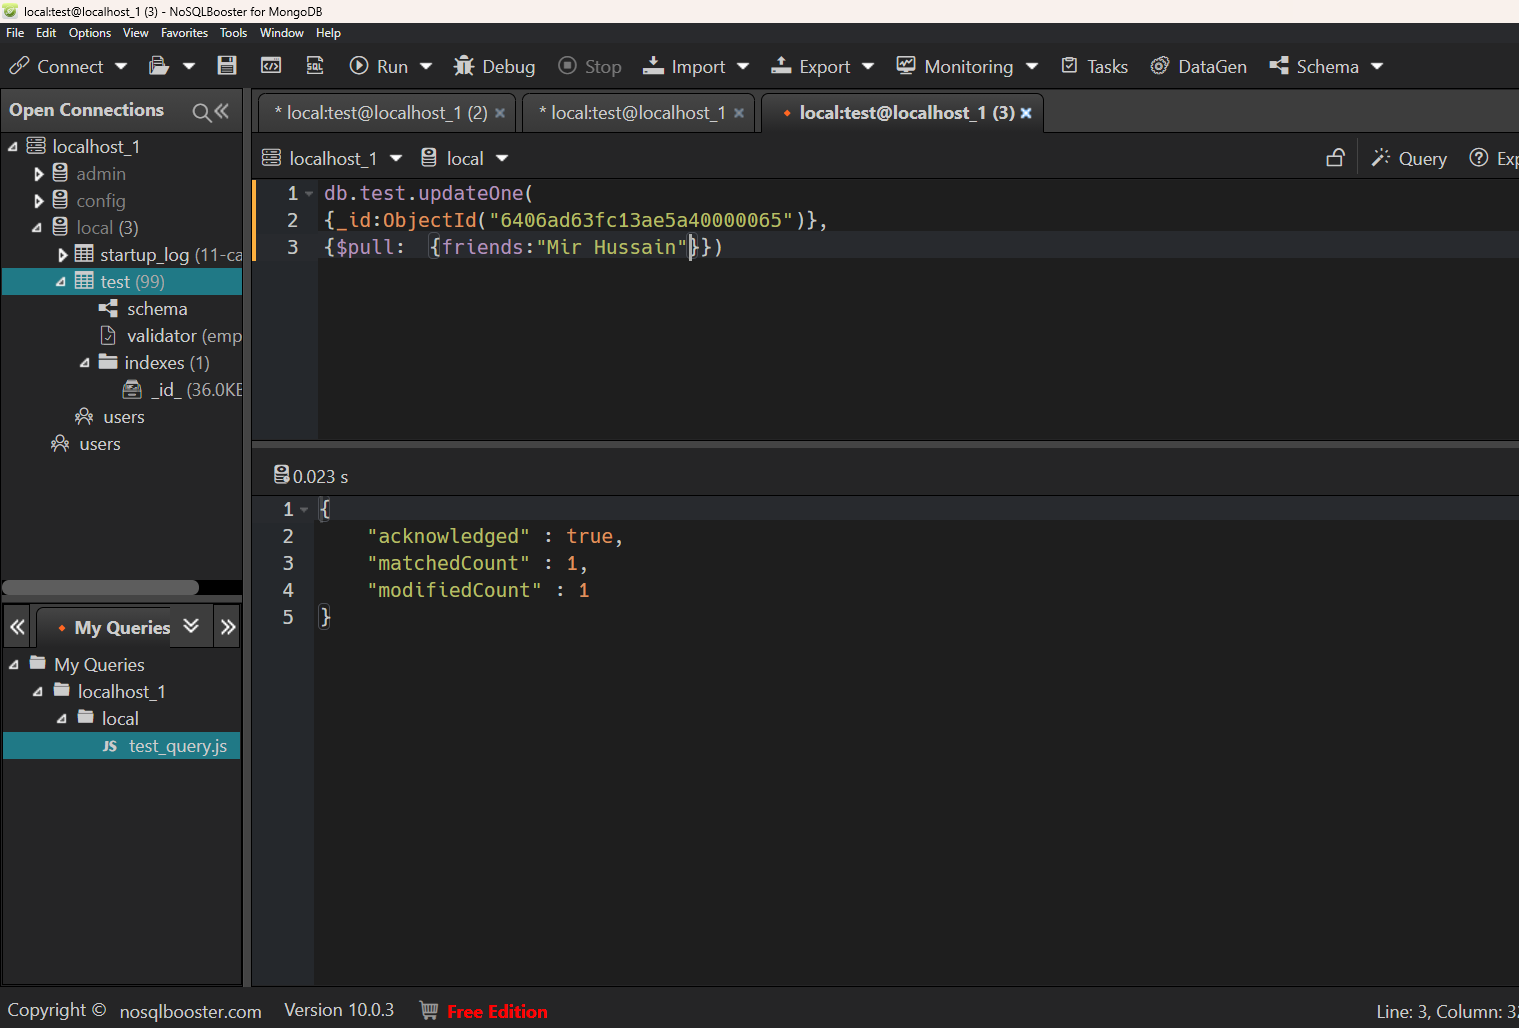 local:test@localhost_1 (3) - NoSQLBooster for MongoDB
File Edit Options View Favorites Tools Window Help
Connect Run Debug Stop Import Export Monitoring Tasks DataGen Schema
Open Connections
localhost_1
admin
config
local (3)
startup_log (11-ca
test (99)
schema
validator (emp
indexes (1)
_id_ (36.0KB
users
users
« My Queries »
My Queries
localhost_1
local
JS test_query.js
* local:test@localhost_1 (2) × * local:test@localhost_1 × local:test@localhost_1 (3) ×
localhost_1 local Query Exp
1 db.test.updateOne(
2 {_id:ObjectId("6406ad63fc13ae5a40000065")},
3 {$pull:  {friends:"Mir Hussain"}})
0.023 s
1 {
2 "acknowledged" : true,
3 "matchedCount" : 1,
4 "modifiedCount" : 1
5 }
Copyright © nosqlbooster.com Version 10.0.3 Free Edition Line: 3, Column: 32